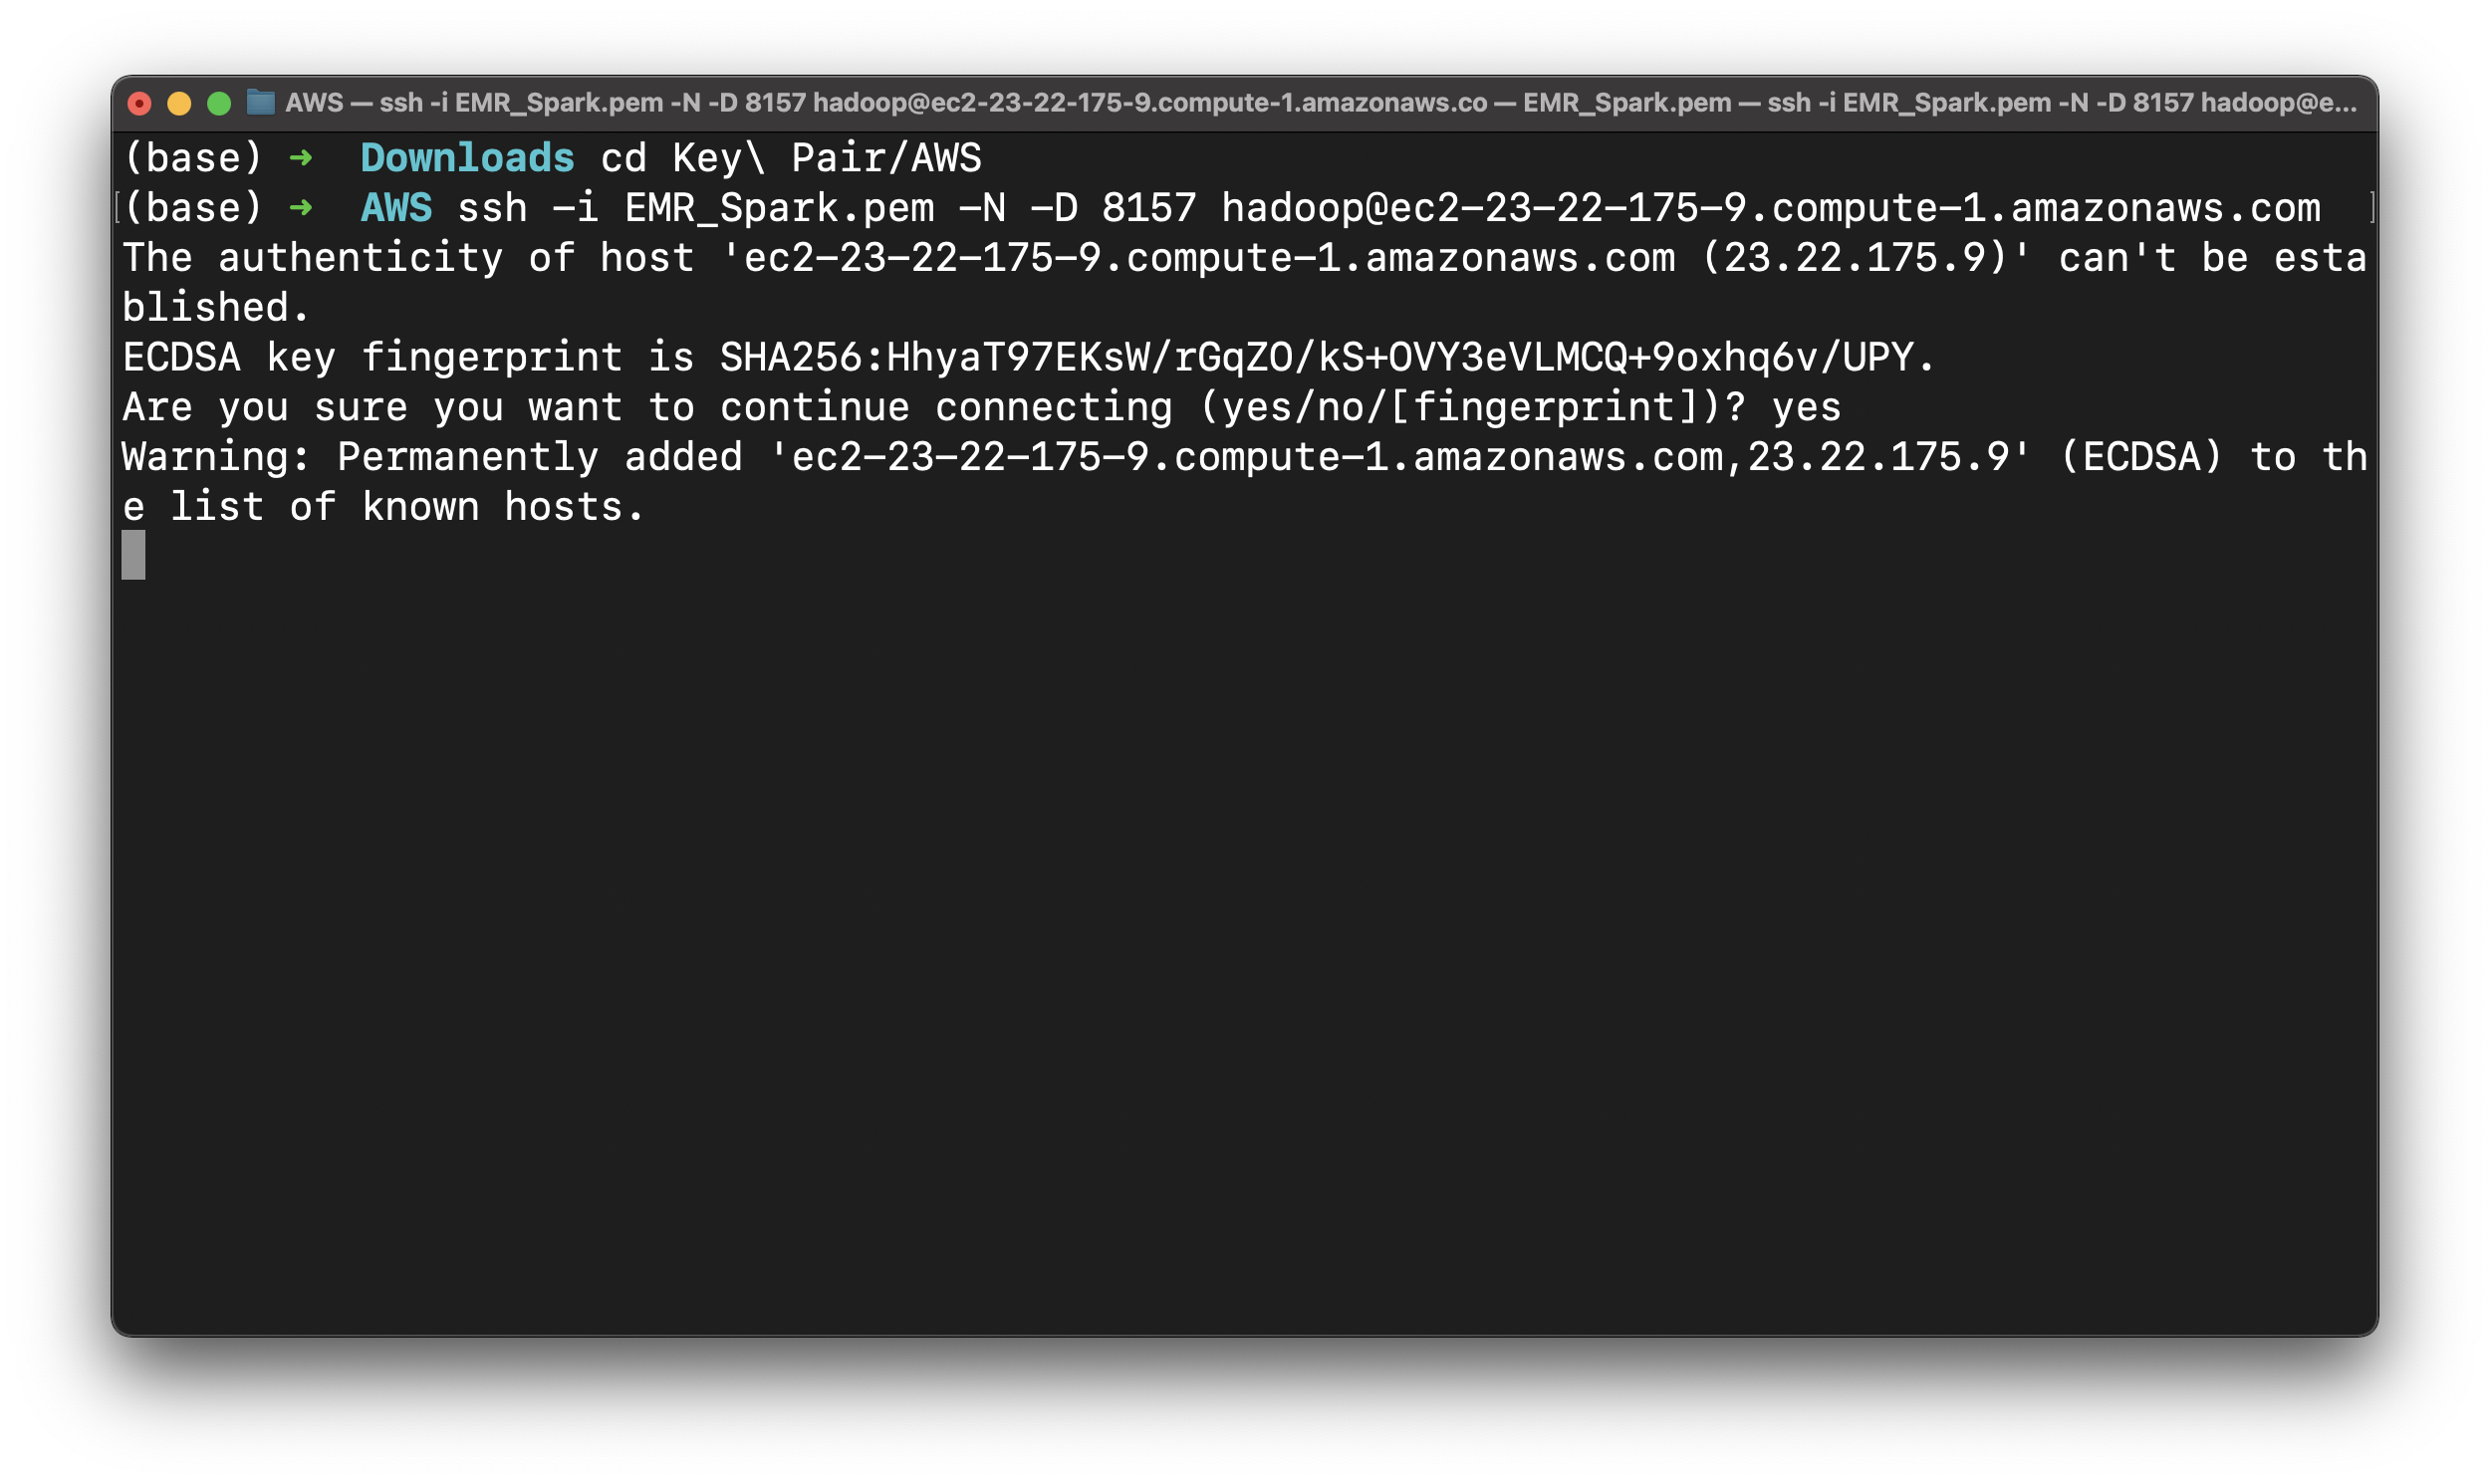 AWS — ssh -i EMR_Spark.pem -N -D 8157 hadoop@ec2-23-22-175-9.compute-1.amazonaws.co — EMR_Spark.pem — ssh -i EMR_Spark.pem -N -D 8157 hadoop@e...
(base) ➜  Downloads cd Key\ Pair/AWS
[(base) ➜  AWS ssh -i EMR_Spark.pem -N -D 8157 hadoop@ec2-23-22-175-9.compute-1.amazonaws.com  ]
The authenticity of host 'ec2-23-22-175-9.compute-1.amazonaws.com (23.22.175.9)' can't be esta
blished.
ECDSA key fingerprint is SHA256:HhyaT97EKsW/rGqZO/kS+OVY3eVLMCQ+9oxhq6v/UPY.
Are you sure you want to continue connecting (yes/no/[fingerprint])? yes
Warning: Permanently added 'ec2-23-22-175-9.compute-1.amazonaws.com,23.22.175.9' (ECDSA) to th
e list of known hosts.